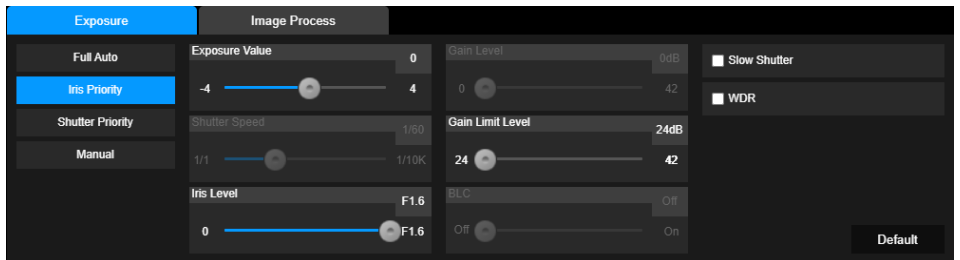 Exposure
Image Process
Full Auto
Iris Priority
Shutter Priority
Manual
Exposure Value
0
-4
4
Shutter Speed
1/60
1/1
1/10K
Iris Level
F1.6
0
F1.6
Gain Level
0dB
0
42
Gain Limit Level
24dB
24
42
BLC
Off
Off
On
Slow Shutter
WDR
Default